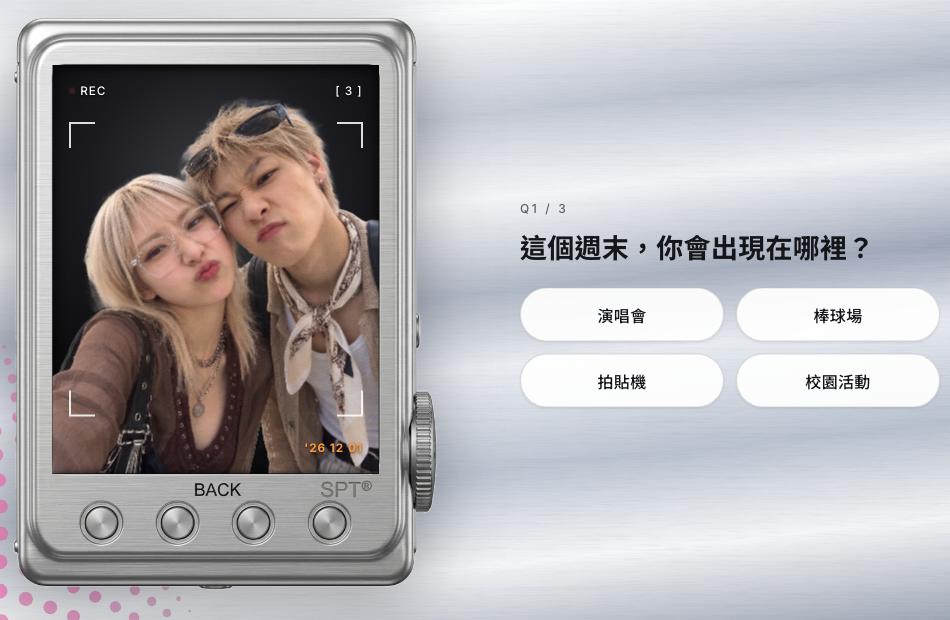 REC
[ 3 ]
'26 12 01
BACK
SPT®
Q1 / 3
這個週末，你會出現在哪裡？
演唱會
棒球場
拍貼機
校園活動